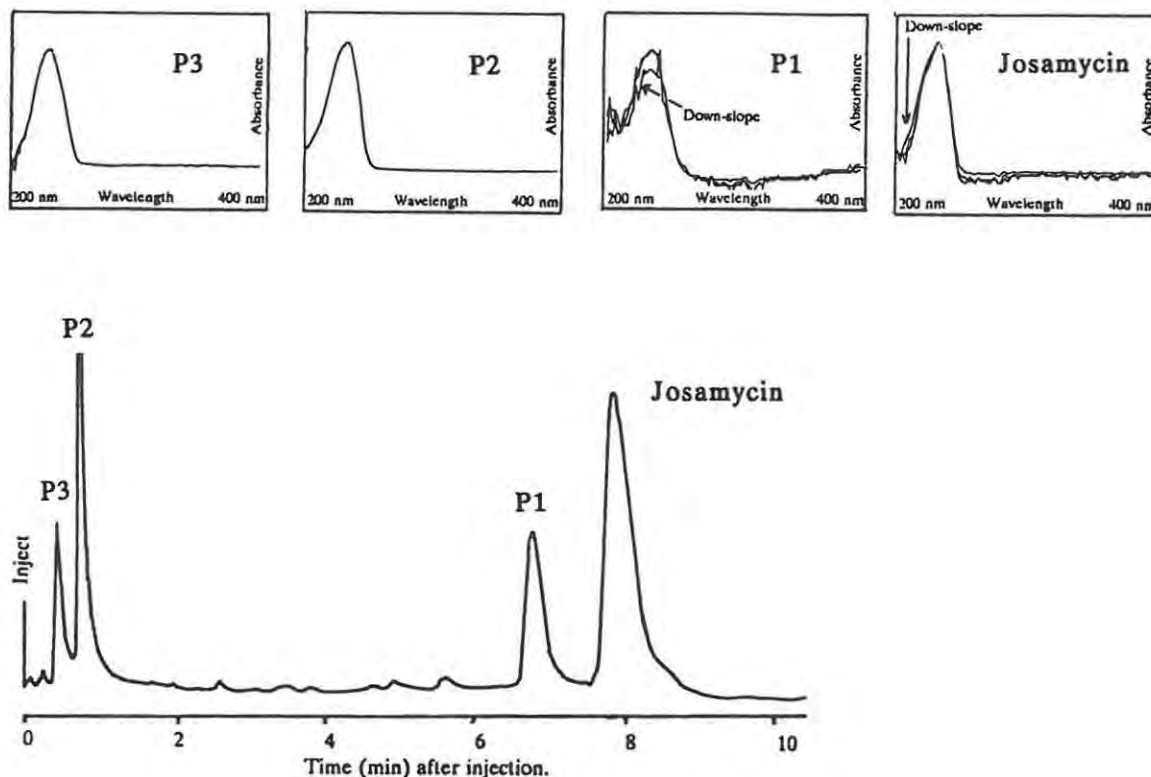 P3
Absorbance
200 nm Wavelength 400 nm
P2
Absorbance
200 nm Wavelength 400 nm
P1
Down-slope
Absorbance
200 nm Wavelength 400 nm
Down-slope
Josamycin
Absorbance
200 nm Wavelength 400 nm
P2
Josamycin
P3
P1
Inject
0 2 4 6 8 10
Time (min) after injection.